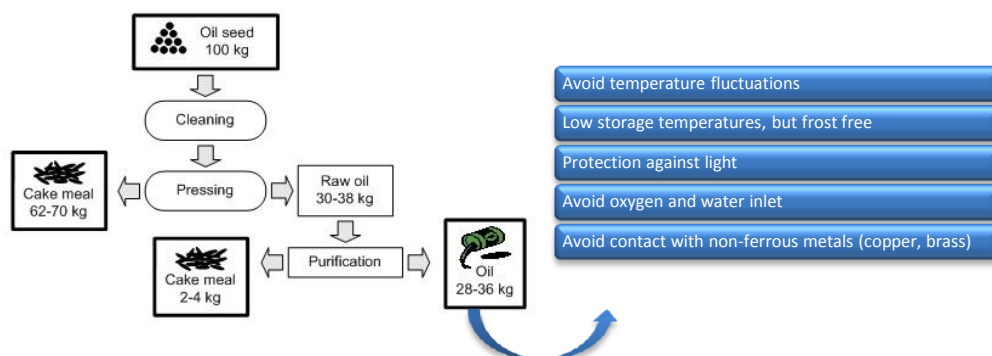 Oil seed
100 kg
Cleaning
Pressing
Cake meal
62-70 kg
Raw oil
30-38 kg
Purification
Cake meal
2-4 kg
Oil
28-36 kg
Avoid temperature fluctuations
Low storage temperatures, but frost free
Protection against light
Avoid oxygen and water inlet
Avoid contact with non-ferrous metals (copper, brass)